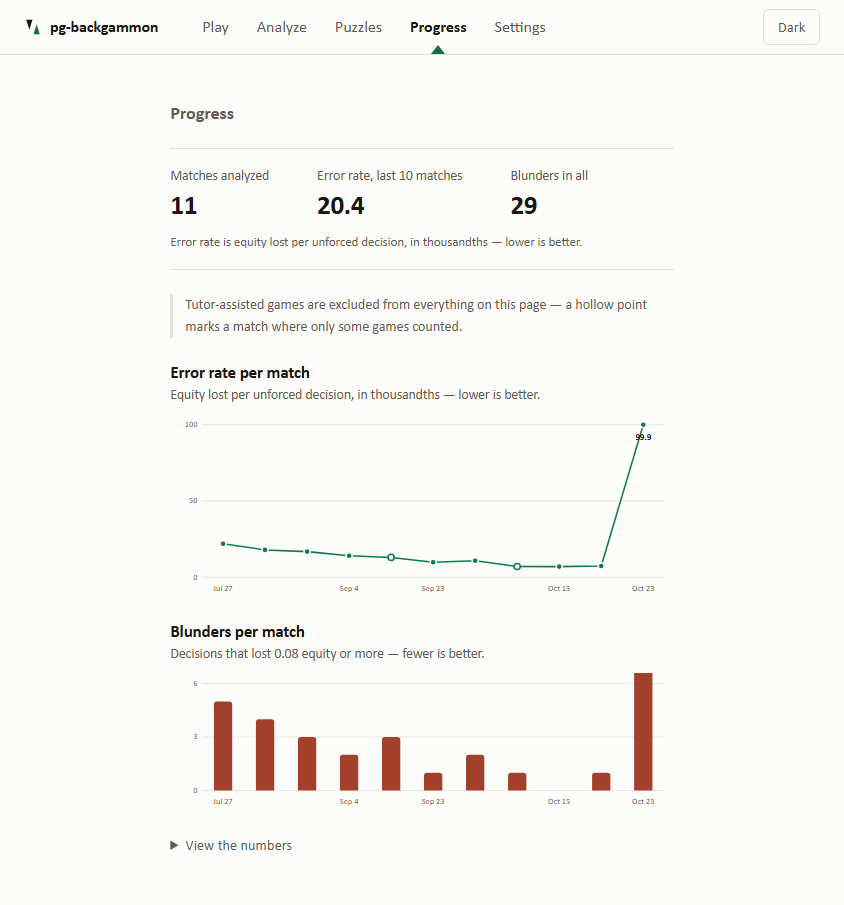 pg-backgammon Play Analyze Puzzles Progress Settings Dark
Progress
Matches analyzed Error rate, last 10 matches Blunders in all
11 20.4 29
Error rate is equity lost per unforced decision, in thousandths — lower is better.
Tutor-assisted games are excluded from everything on this page — a hollow point
marks a match where only some games counted.
Error rate per match
Equity lost per unforced decision, in thousandths — lower is better.
100
99.9
50
0
Jul 27 Sep 4 Sep 23 Oct 15 Oct 23
Blunders per match
Decisions that lost 0.08 equity or more — fewer is better.
6
3
0
Jul 27 Sep 4 Sep 23 Oct 15 Oct 23
View the numbers